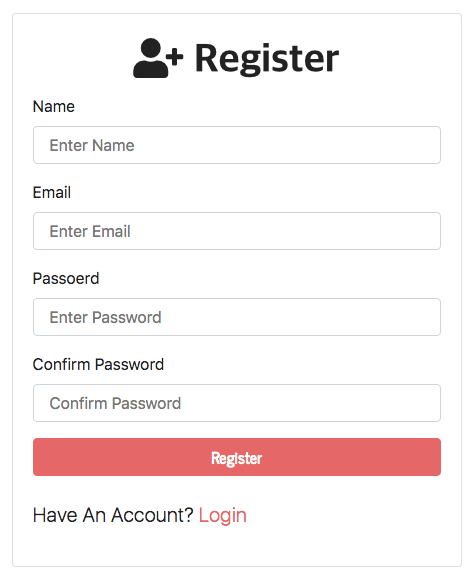 Register
Name
Enter Name
Email
Enter Email
Passoerd
Enter Password
Confirm Password
Confirm Password
Register
Have An Account? Login